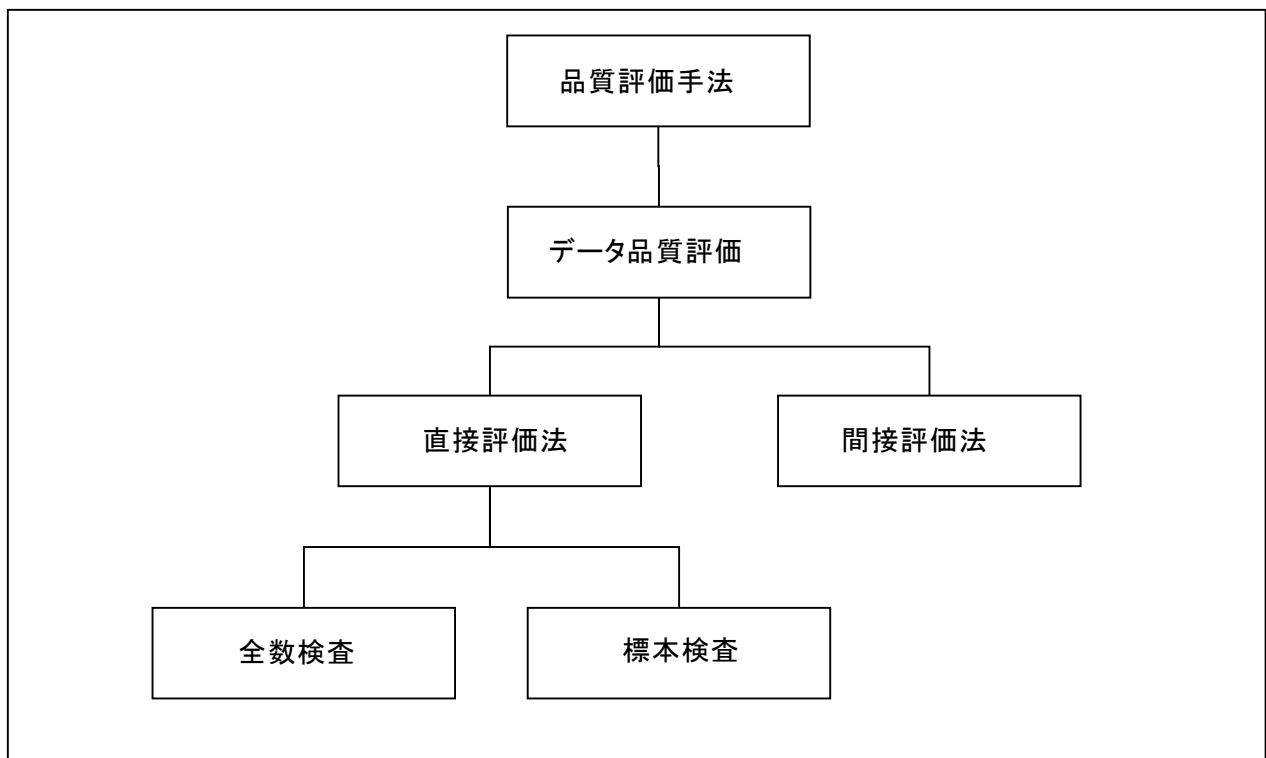 品質評価手法
データ品質評価
直接評価法
間接評価法
全数検査
標本検査